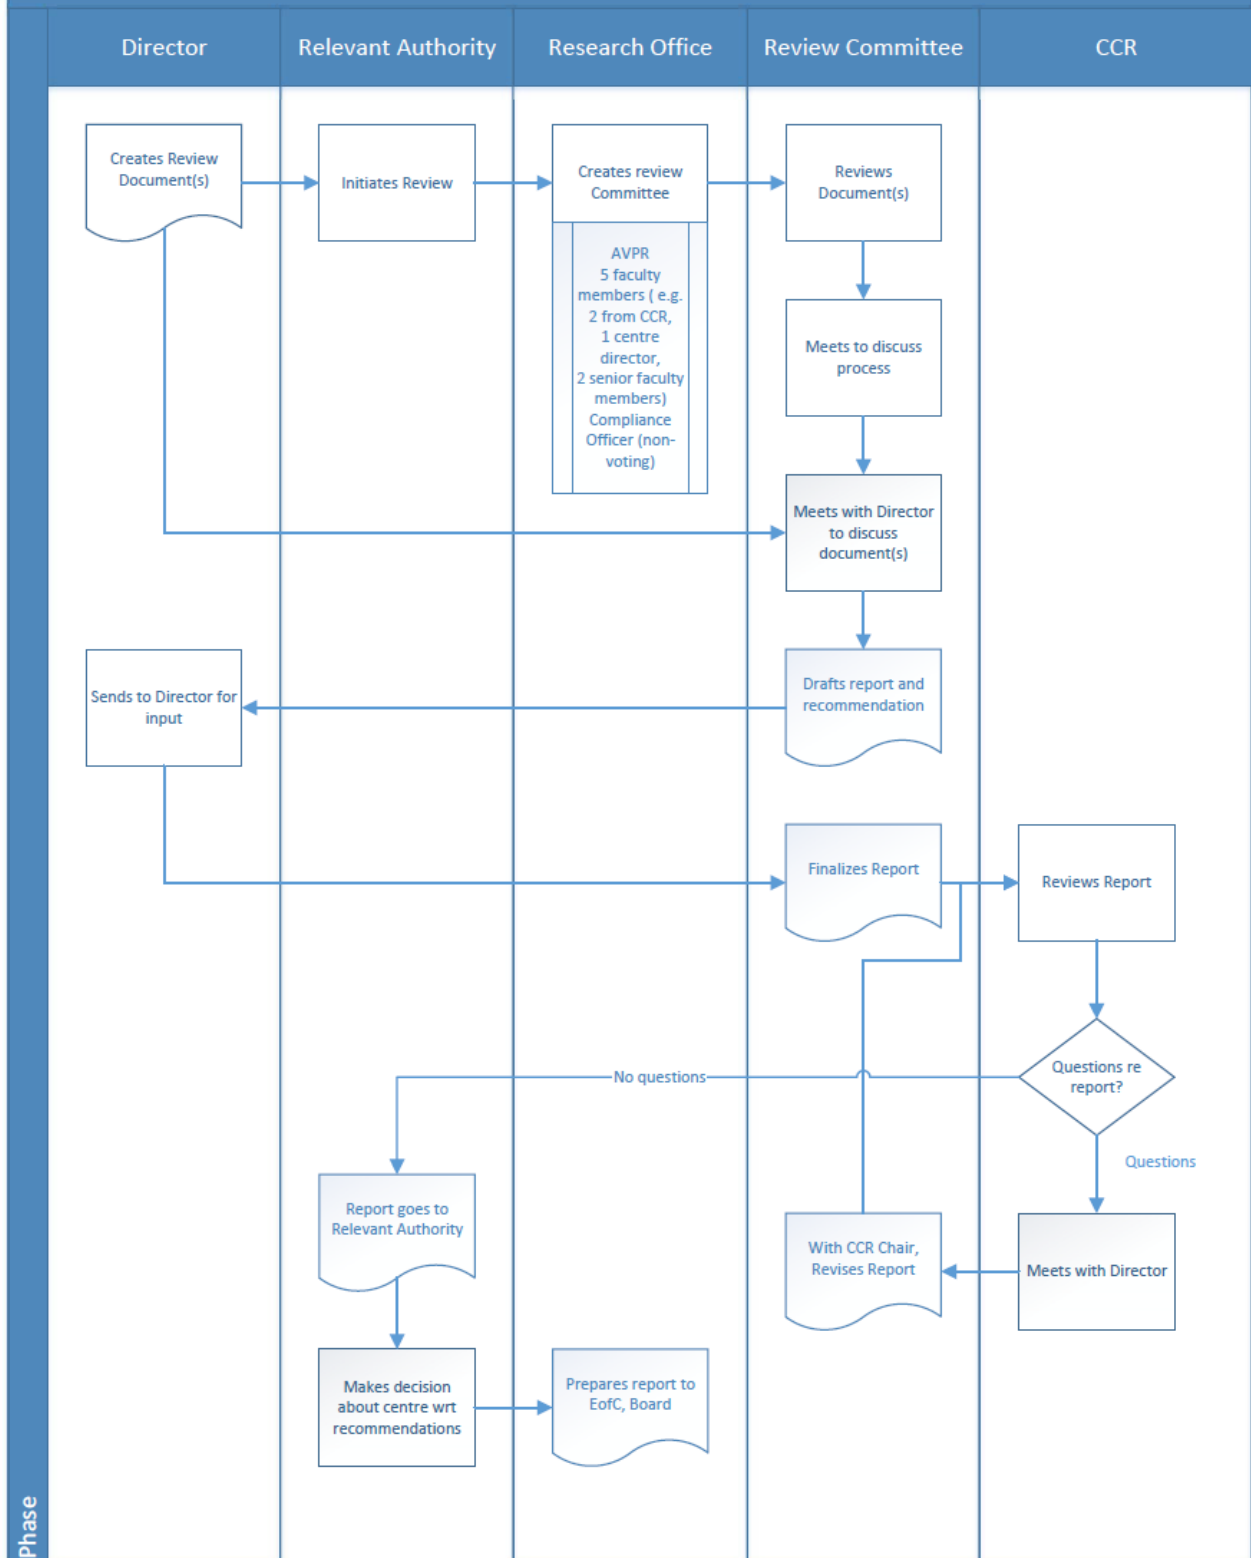 Director
Relevant Authority
Research Office
Review Committee
CCR
Creates Review
Document(s)
Initiates Review
Creates review
Committee
Reviews
Document(s)
AVPR
5 faculty
members ( e.g.
2 from CCR,
1 centre
director,
2 senior faculty
members)
Compliance
Officer (non-
voting)
Meets to discuss
process
Meets with Director
to discuss
document(s)
Sends to Director for
input
Drafts report and
recommendation
Finalizes Report
Reviews Report
Questions re
report?
No questions
Questions
Report goes to
Relevant Authority
With CCR Chair,
Revises Report
Meets with Director
Makes decision
about centre wrt
recommendations
Prepares report to
EofC, Board
Phase